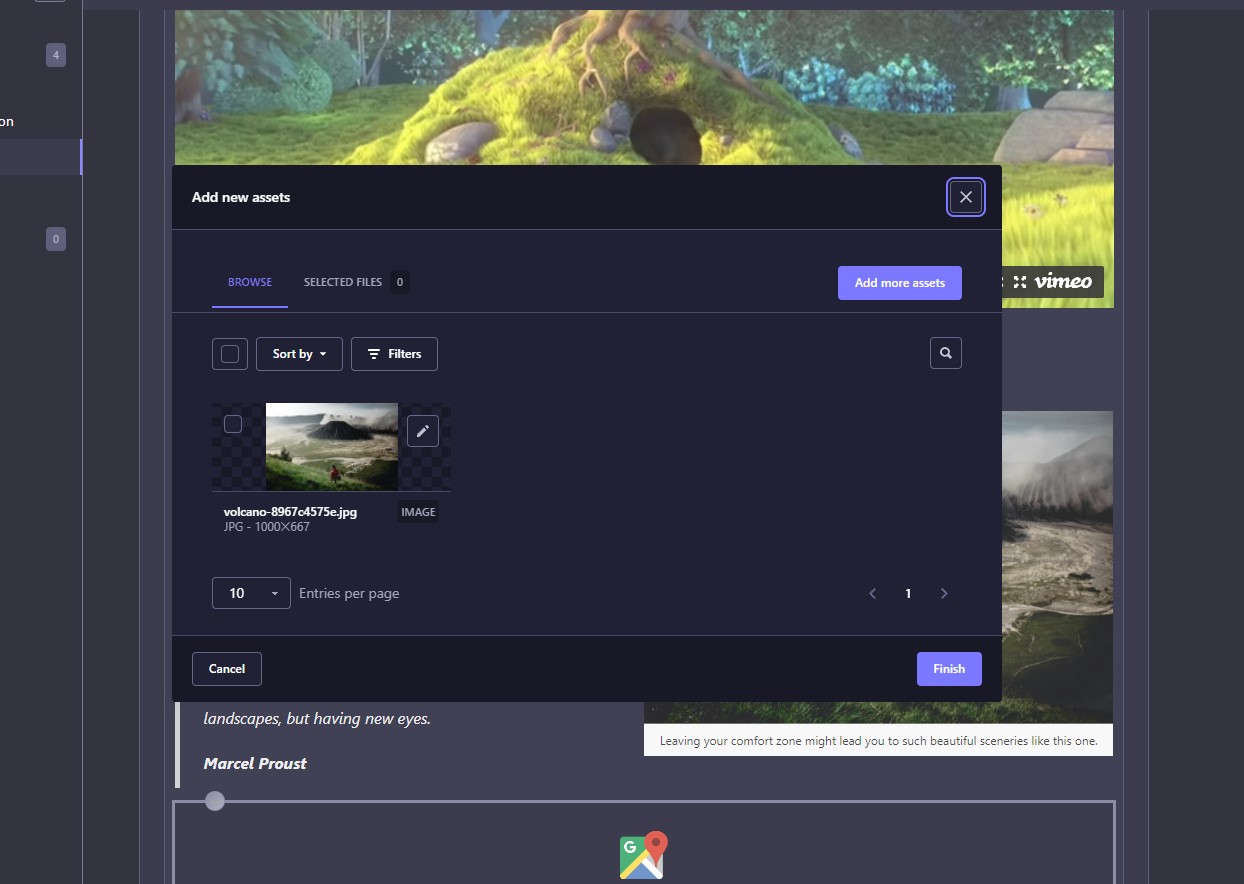 4
on
0
Add new assets
BROWSE
SELECTED FILES 0
Add more assets
vimeo
Sort by
Filters
volcano-8967c4575e.jpg
IMAGE
JPG - 1000✕667
10
Entries per page
1
Cancel
Finish
landscapes, but having new eyes.
Marcel Proust
Leaving your comfort zone might lead you to such beautiful sceneries like this one.
G